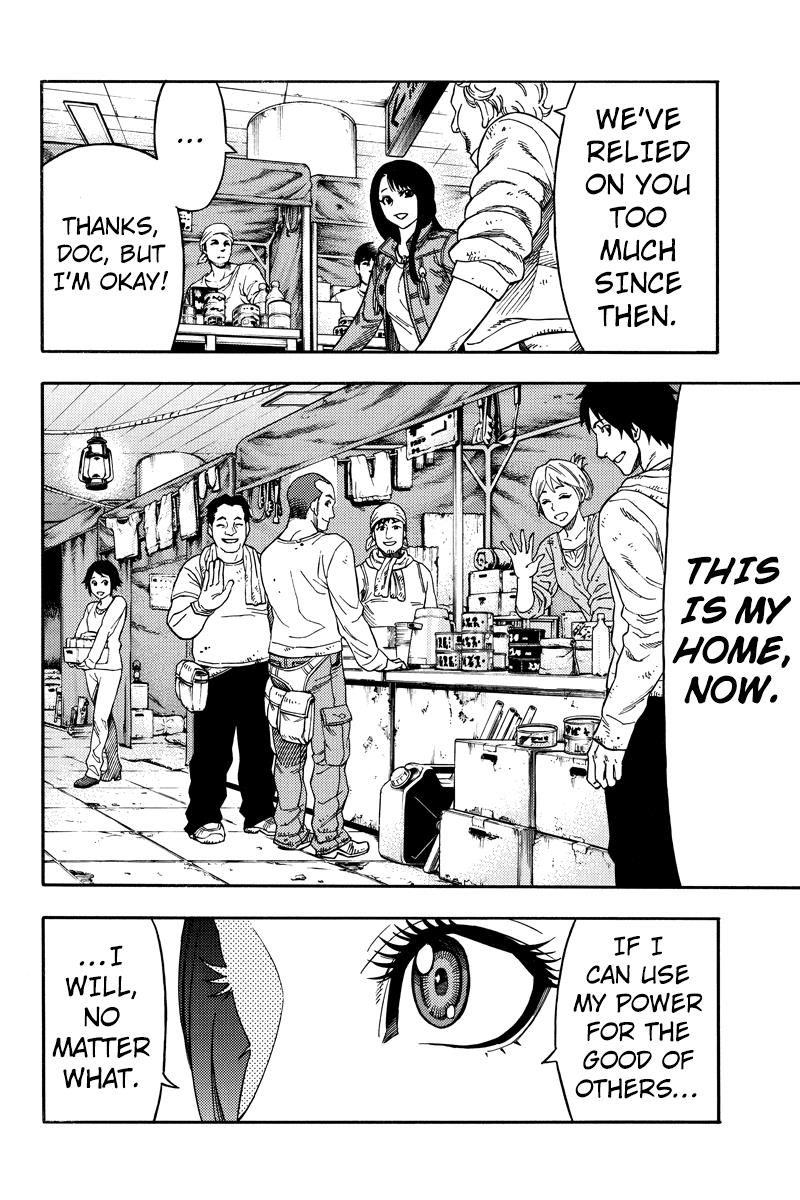 WE'VE
RELIED
ON YOU
TOO
MUCH
SINCE
THEN.
...
THANKS,
DOC, BUT
I'M OKAY!
THIS
IS MY
HOME,
NOW.
IF I
CAN USE
MY POWER
FOR THE
GOOD OF
OTHERS...
...I
WILL,
NO
MATTER
WHAT.